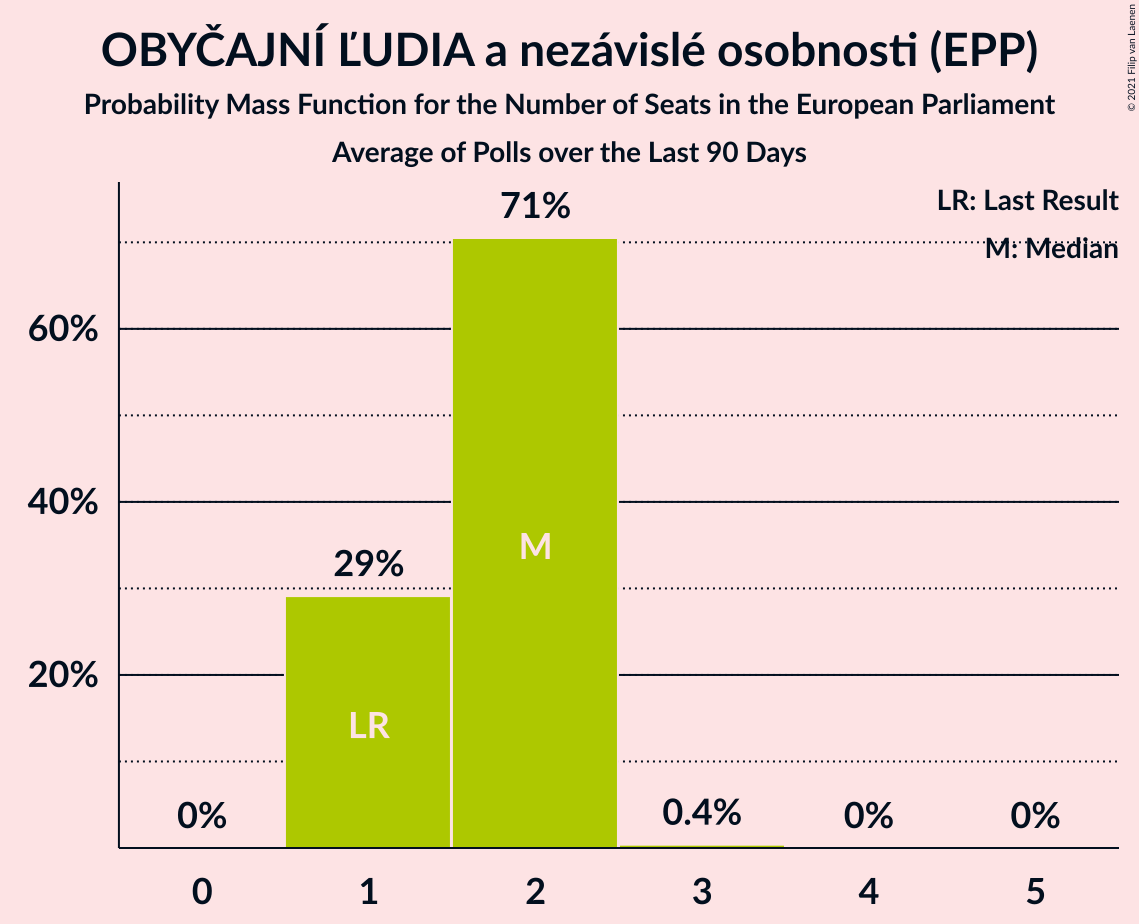 OBYČAJNÍ ĽUDIA a nezávislé osobnosti (EPP)
Probability Mass Function for the Number of Seats in the European Parliament
Average of Polls over the Last 90 Days
© 2021 Filip van Laenen
LR: Last Result
M: Median
71%
60%
M
40%
29%
20%
LR
0%
0.4%
0%
0%
0 1 2 3 4 5